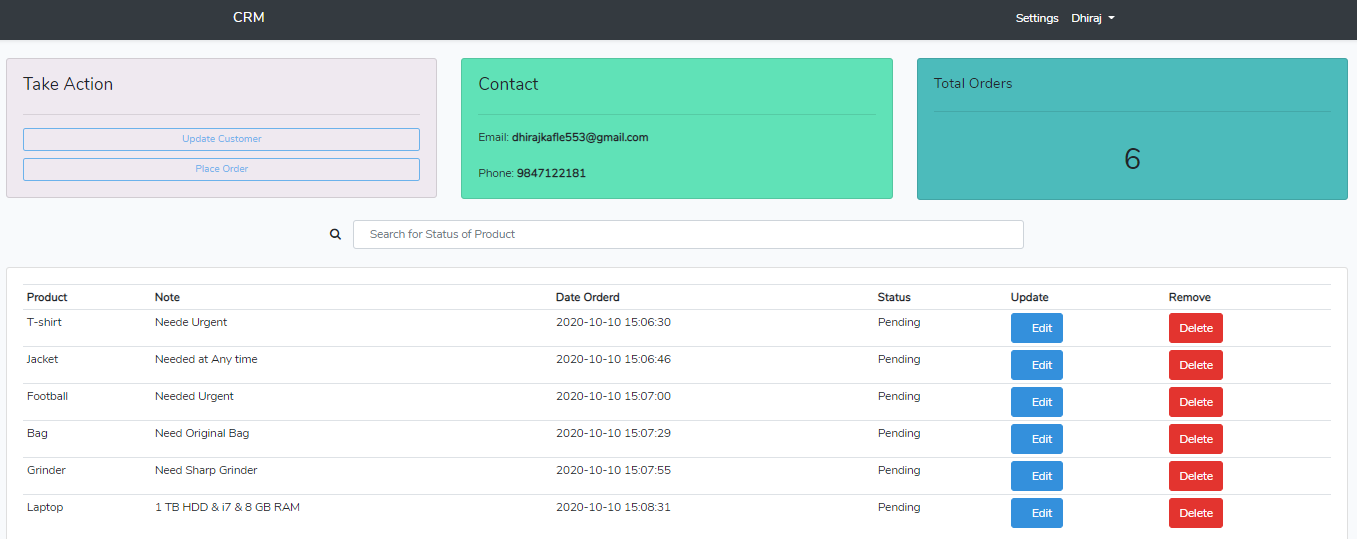 CRM Settings Dhiraj
Take Action
Update Customer
Place Order
Contact
Email: dhirajkafle553@gmail.com
Phone: 9847122181
Total Orders
6
Search for Status of Product
Product Note Date Orderd Status Update Remove
T-shirt Neede Urgent 2020-10-10 15:06:30 Pending Edit Delete
Jacket Needed at Any time 2020-10-10 15:06:46 Pending Edit Delete
Football Needed Urgent 2020-10-10 15:07:00 Pending Edit Delete
Bag Need Original Bag 2020-10-10 15:07:29 Pending Edit Delete
Grinder Need Sharp Grinder 2020-10-10 15:07:55 Pending Edit Delete
Laptop 1 TB HDD & i7 & 8 GB RAM 2020-10-10 15:08:31 Pending Edit Delete